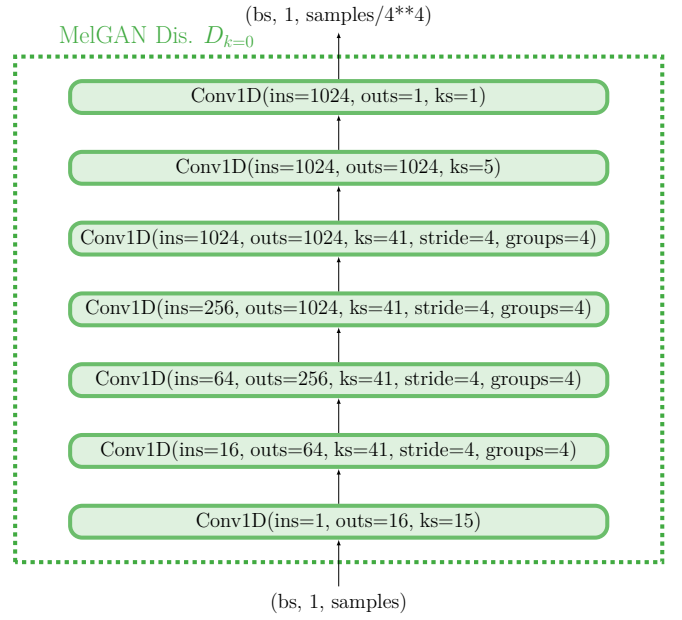 (bs, 1, samples/4**4)
MelGAN Dis. D_{k=0}
Conv1D(ins=1024, outs=1, ks=1)
Conv1D(ins=1024, outs=1024, ks=5)
Conv1D(ins=1024, outs=1024, ks=41, stride=4, groups=4)
Conv1D(ins=256, outs=1024, ks=41, stride=4, groups=4)
Conv1D(ins=64, outs=256, ks=41, stride=4, groups=4)
Conv1D(ins=16, outs=64, ks=41, stride=4, groups=4)
Conv1D(ins=1, outs=16, ks=15)
(bs, 1, samples)